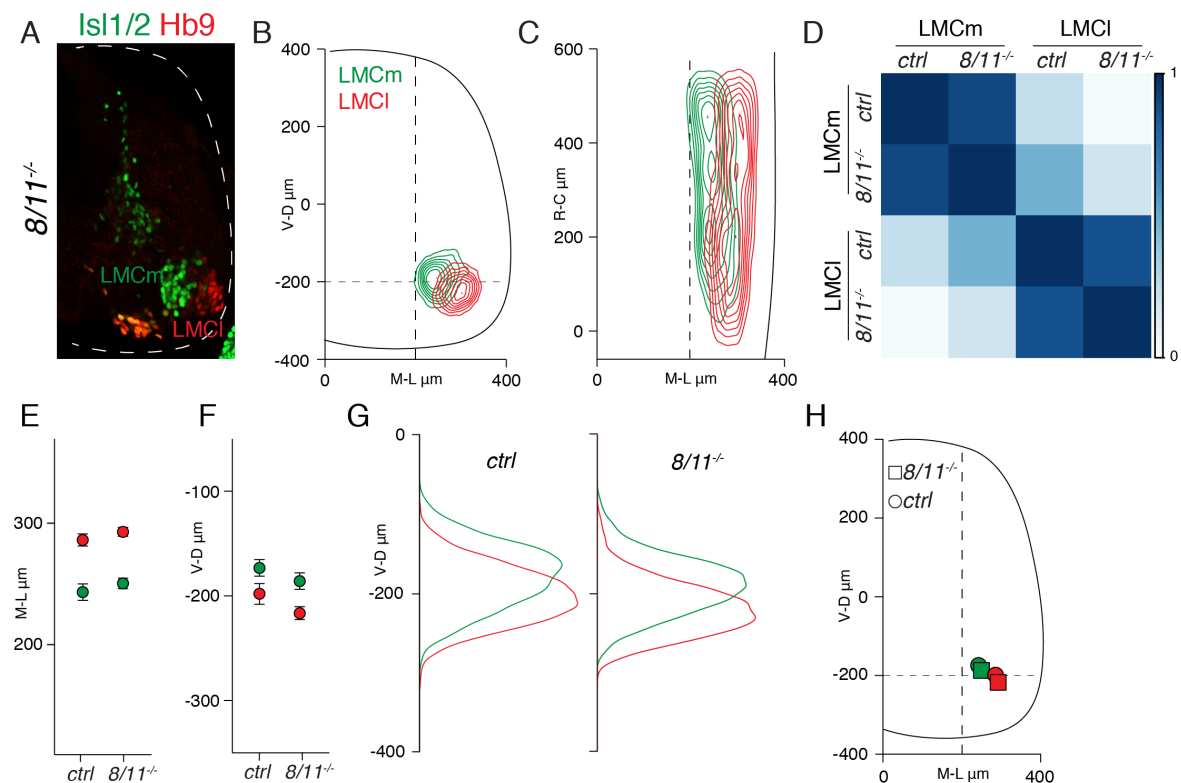 A
Isl1/2 Hb9
8/11-/-
LMCm
LMCl
B
400
200
0
-200
-400
V-D µm
LMCm
LMCl
0
M-L µm
400
C
600
400
200
0
R-C µm
0
M-L µm
400
D
LMCm
LMCl
ctrl 8/11-/- ctrl 8/11-/-
LMCm
ctrl
8/11-/-
LMCl
ctrl
8/11-/-
1
0
E
300
200
M-L µm
ctrl 8/11-/-
F
-100
-200
-300
V-D µm
ctrl 8/11-/-
G
0
-200
-400
V-D µm
ctrl
8/11-/-
H
400
200
0
-200
-400
V-D µm
8/11-/-
ctrl
0
M-L µm
400